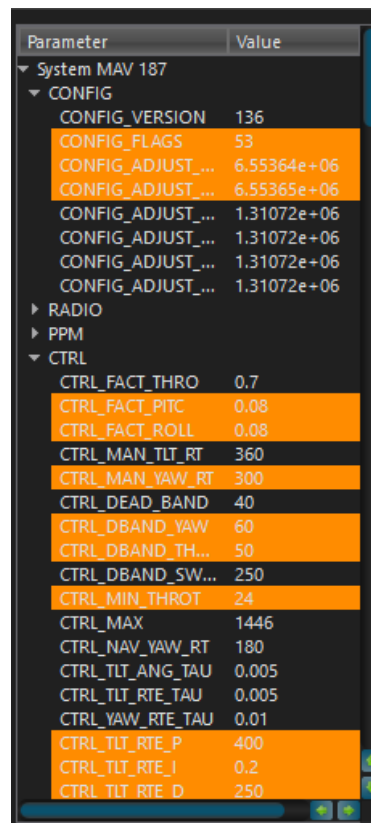 Parameter Value
System MAV 187
CONFIG
CONFIG_VERSION 136
CONFIG_FLAGS 53
CONFIG_ADJUST_... 6.55364e+06
CONFIG_ADJUST_... 6.55365e+06
CONFIG_ADJUST_... 1.31072e+06
CONFIG_ADJUST_... 1.31072e+06
CONFIG_ADJUST_... 1.31072e+06
CONFIG_ADJUST_... 1.31072e+06
RADIO
PPM
CTRL
CTRL_FACT_THRO 0.7
CTRL_FACT_PITC 0.08
CTRL_FACT_ROLL 0.08
CTRL_MAN_TLT_RT 360
CTRL_MAN_YAW_RT 300
CTRL_DEAD_BAND 40
CTRL_DBAND_YAW 60
CTRL_DBAND_TH... 50
CTRL_DBAND_SW... 250
CTRL_MIN_THROT 24
CTRL_MAX 1446
CTRL_NAV_YAW_RT 180
CTRL_TLT_ANG_TAU 0.005
CTRL_TLT_RTE_TAU 0.005
CTRL_YAW_RTE_TAU 0.01
CTRL_TLT_RTE_P 400
CTRL_TLT_RTE_I 0.2
CTRL_TLT_RTE_D 250